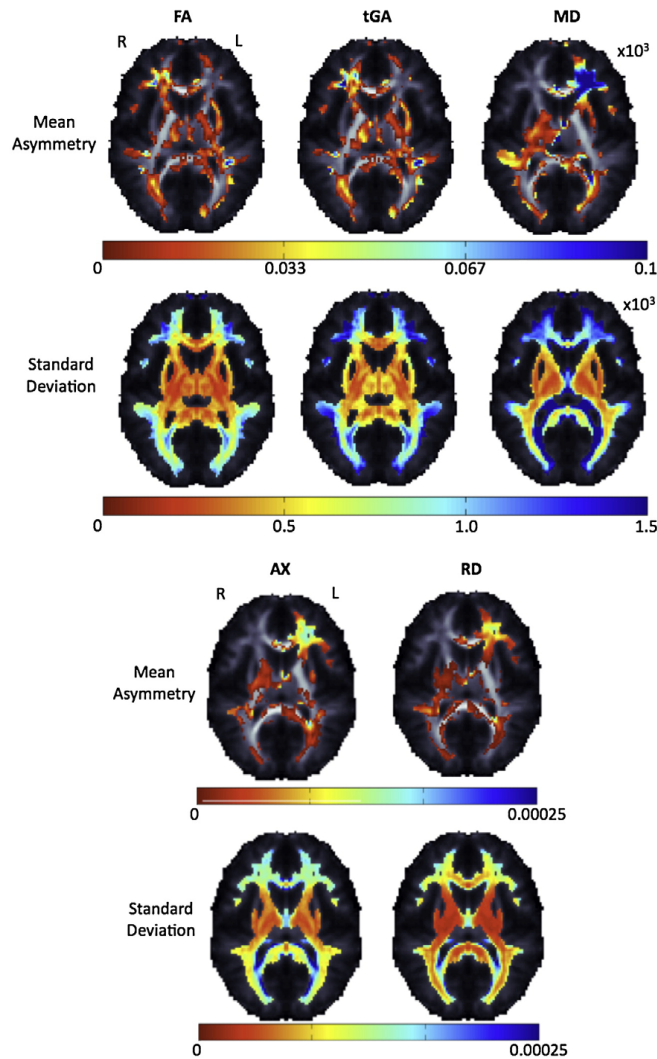 FA tGA MD
R L x10³
Mean
Asymmetry
0 0.033 0.067 0.1
x10³
Standard
Deviation
0 0.5 1.0 1.5
AX RD
R L
Mean
Asymmetry
0 0.00025
Standard
Deviation
0 0.00025